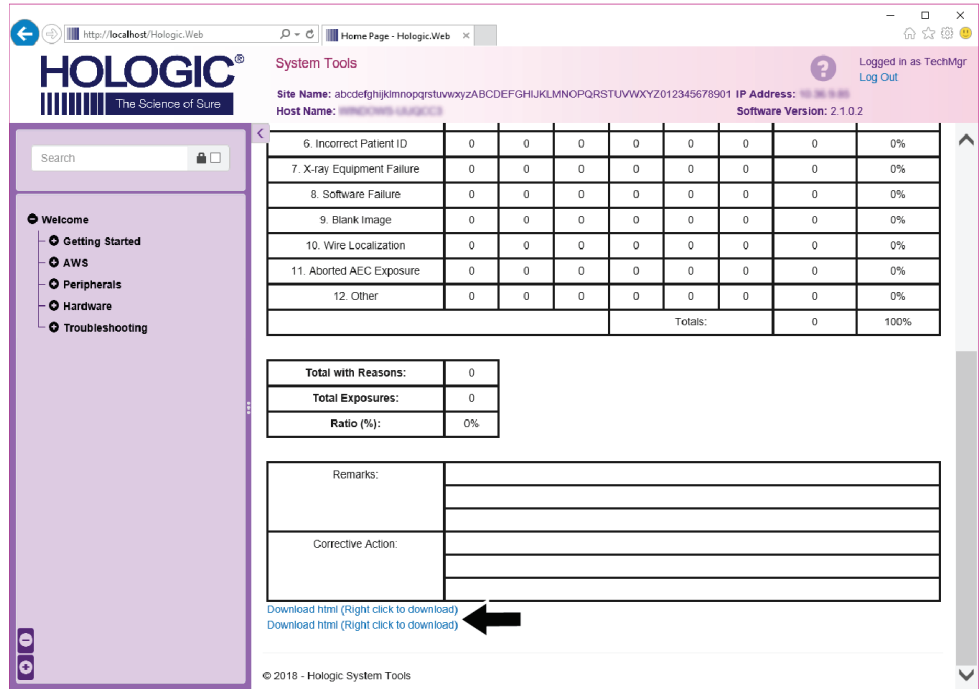 http://localhost/Hologic.Web
Home Page - Hologic.Web
HOLOGIC®
The Science of Sure
System Tools
?
Logged in as TechMgr
Log Out
Site Name: abcdefghijklmnopqrstuvwxyzABCDEFGHIJKLMNOPQRSTUVWXYZ012345678901 IP Address:
Host Name: Software Version: 2.1.0.2
Search
Welcome
Getting Started
AWS
Peripherals
Hardware
Troubleshooting
6. Incorrect Patient ID 0 0 0 0 0 0 0 0%
7. X-ray Equipment Failure 0 0 0 0 0 0 0 0%
8. Software Failure 0 0 0 0 0 0 0 0%
9. Blank Image 0 0 0 0 0 0 0 0%
10. Wire Localization 0 0 0 0 0 0 0 0%
11. Aborted AEC Exposure 0 0 0 0 0 0 0 0%
12. Other 0 0 0 0 0 0 0 0%
Totals: 0 100%
Total with Reasons: 0
Total Exposures: 0
Ratio (%): 0%
Remarks:
Corrective Action:
Download html (Right click to download)
Download html (Right click to download)
© 2018 - Hologic System Tools